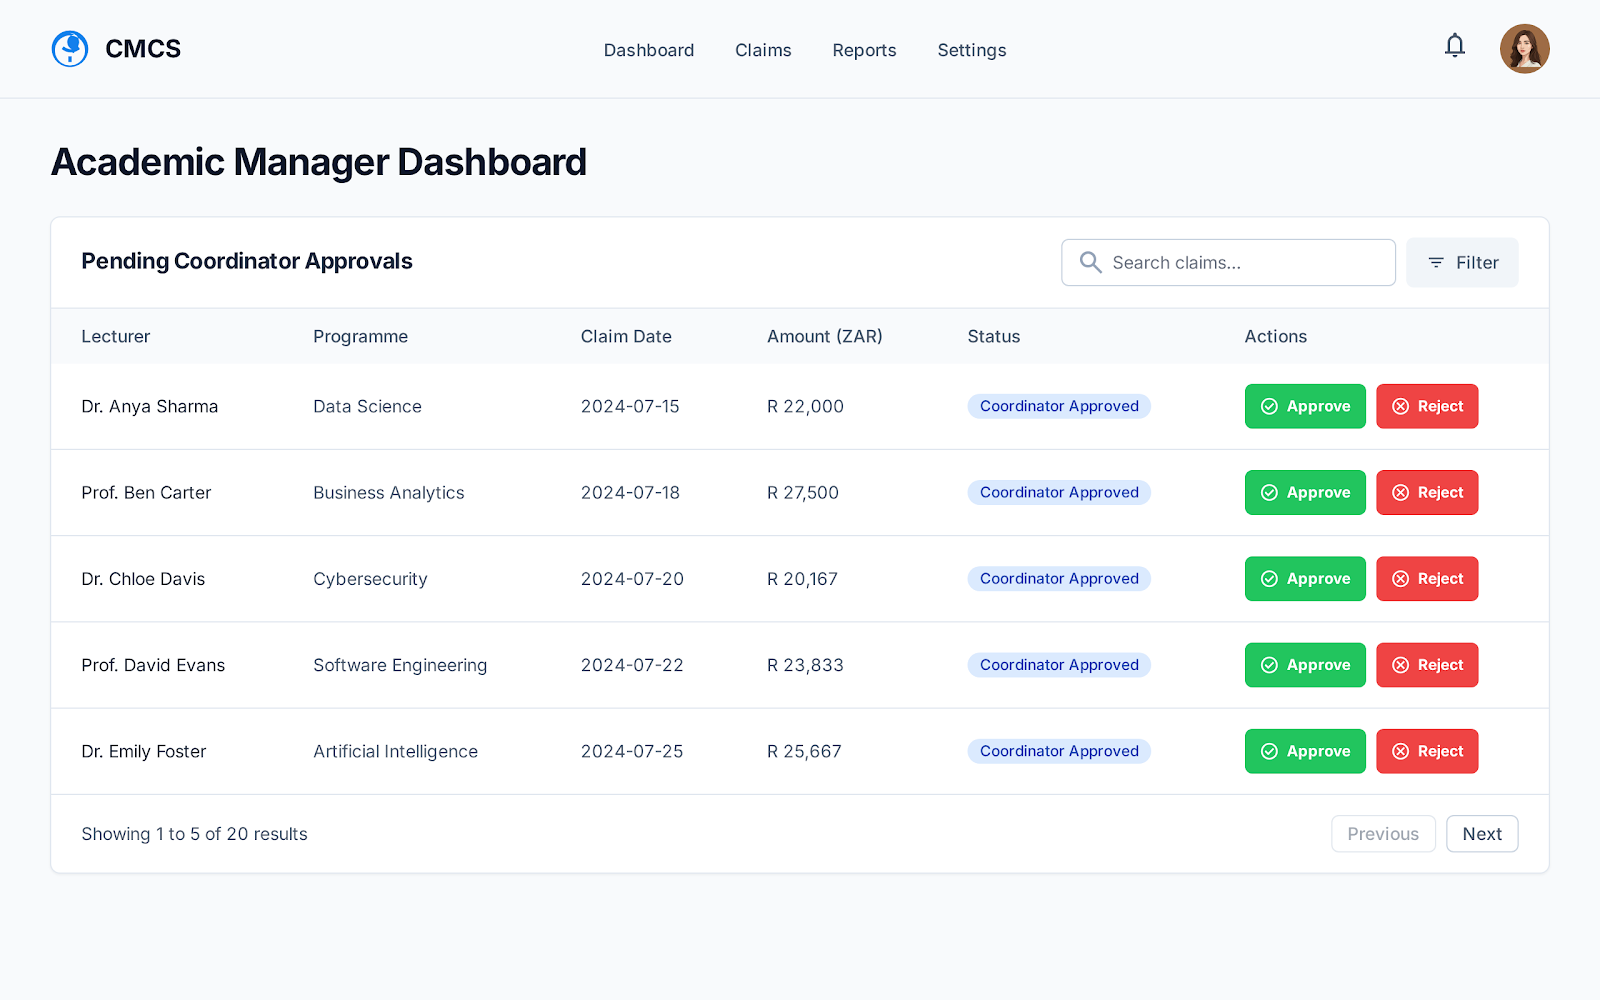 CMCS Dashboard Claims Reports Settings
Academic Manager Dashboard
Pending Coordinator Approvals Search claims... Filter
Lecturer Programme Claim Date Amount (ZAR) Status Actions
Dr. Anya Sharma Data Science 2024-07-15 R 22,000 Coordinator Approved Approve Reject
Prof. Ben Carter Business Analytics 2024-07-18 R 27,500 Coordinator Approved Approve Reject
Dr. Chloe Davis Cybersecurity 2024-07-20 R 20,167 Coordinator Approved Approve Reject
Prof. David Evans Software Engineering 2024-07-22 R 23,833 Coordinator Approved Approve Reject
Dr. Emily Foster Artificial Intelligence 2024-07-25 R 25,667 Coordinator Approved Approve Reject
Showing 1 to 5 of 20 results Previous Next